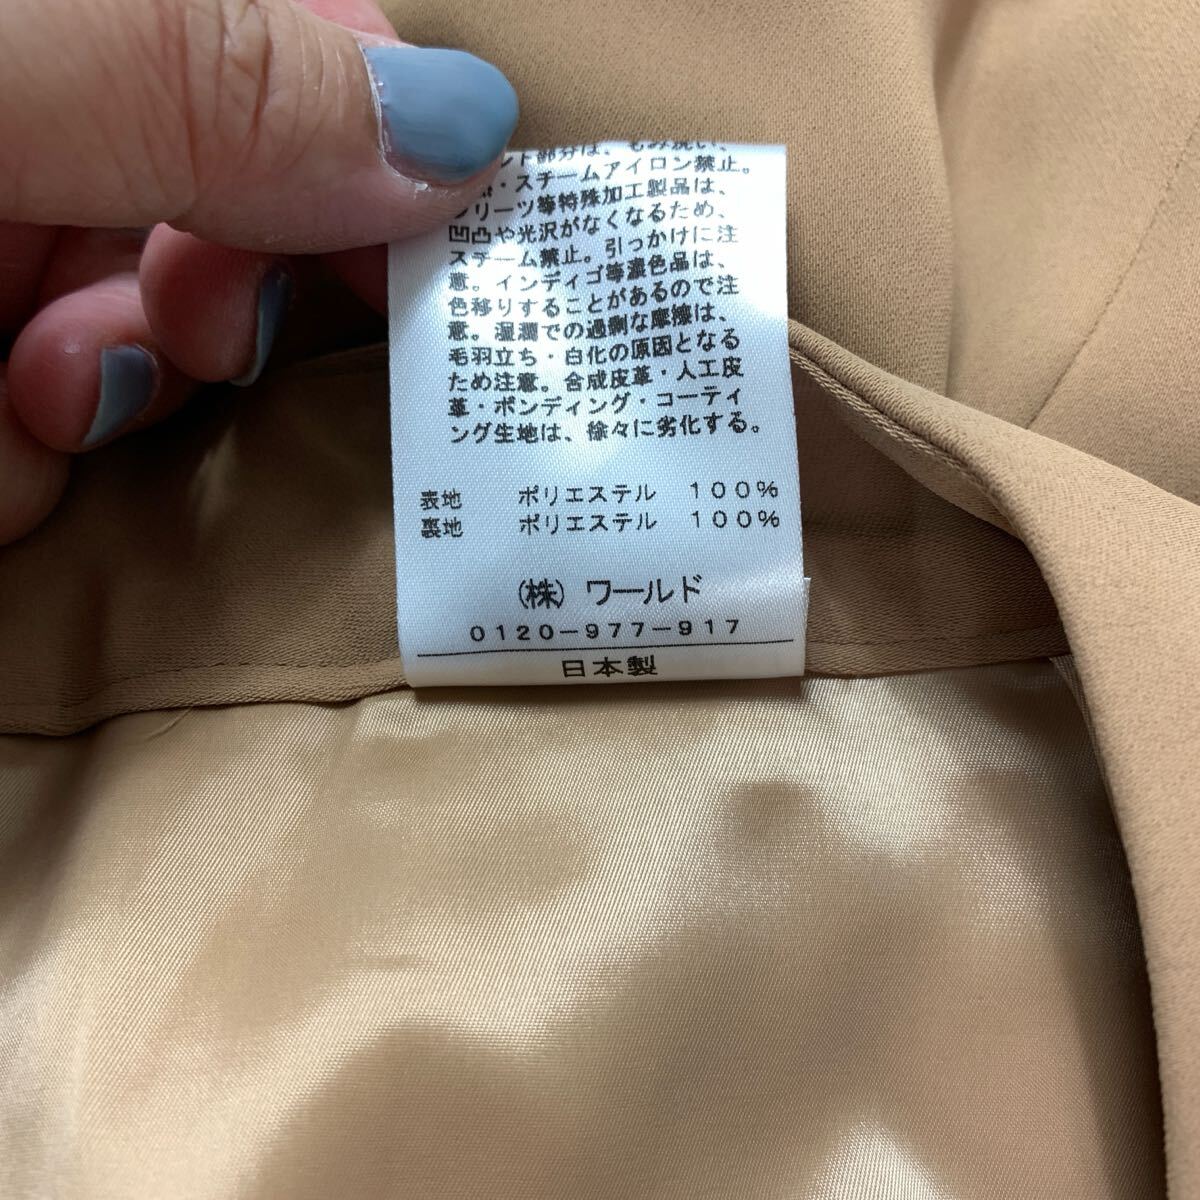 ント部分は、もみ洗い、
・スチームアイロン禁止。
プリーツ等特殊加工製品は、
凹凸や光沢がなくなるため、
スチーム禁止。引っかけに注
意。インディゴ等濃色品は、
色移りすることがあるので注
意。湿潤での過剰な摩擦は、
毛羽立ち・白化の原因となる
ため注意。合成皮革・人工皮
革・ボンディング・コーティ
ング生地は、徐々に劣化する。
表地 ポリエステル 100%
裏地 ポリエステル 100%
(株)ワールド
0120-977-917
日本製